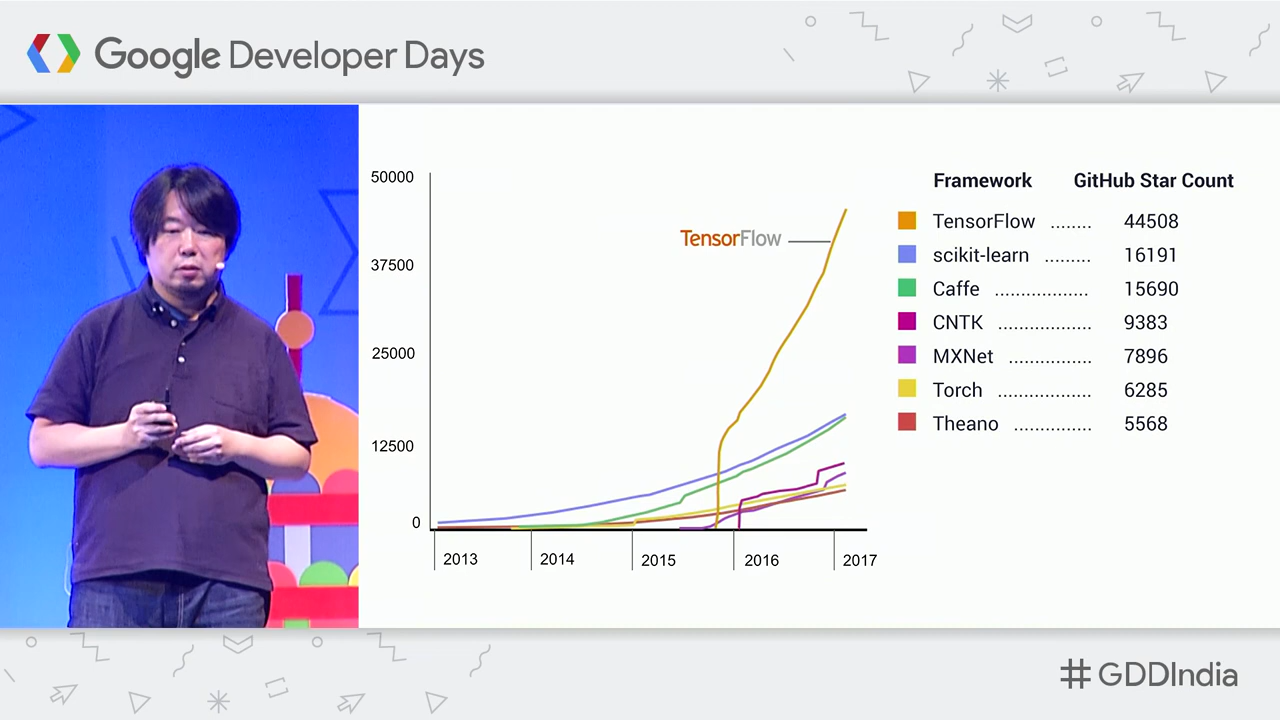 Google Developer Days
50000
37500
25000
12500
0
TensorFlow
2013
2014
2015
2016
2017
Framework GitHub Star Count
TensorFlow ........ 44508
scikit-learn ......... 16191
Caffe .................. 15690
CNTK .................. 9383
MXNet ................ 7896
Torch .................. 6285
Theano ............... 5568
#GDDIndia